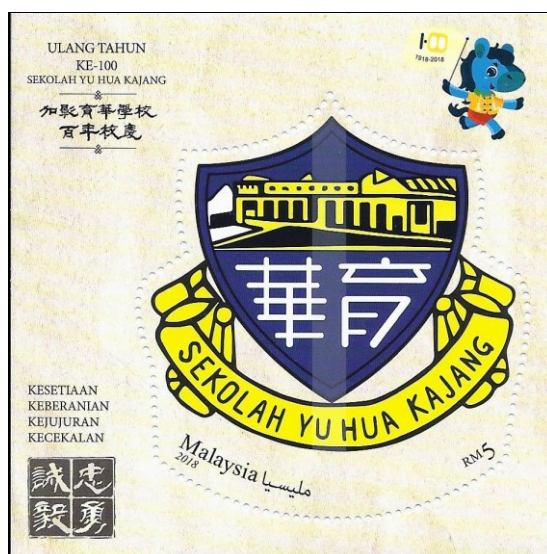 ULANG TAHUN
KE-100
SEKOLAH YU HUA KAJANG
&
加影育華學校
百年校慶
&
100
1918-2018
華育
SEKOLAH YU HUA KAJANG
KESETIAAN
KEBERANIAN
KEJUJURAN
KECEKALAN
誠忠
毅勇
Malaysia مليسيا
2018
RM5